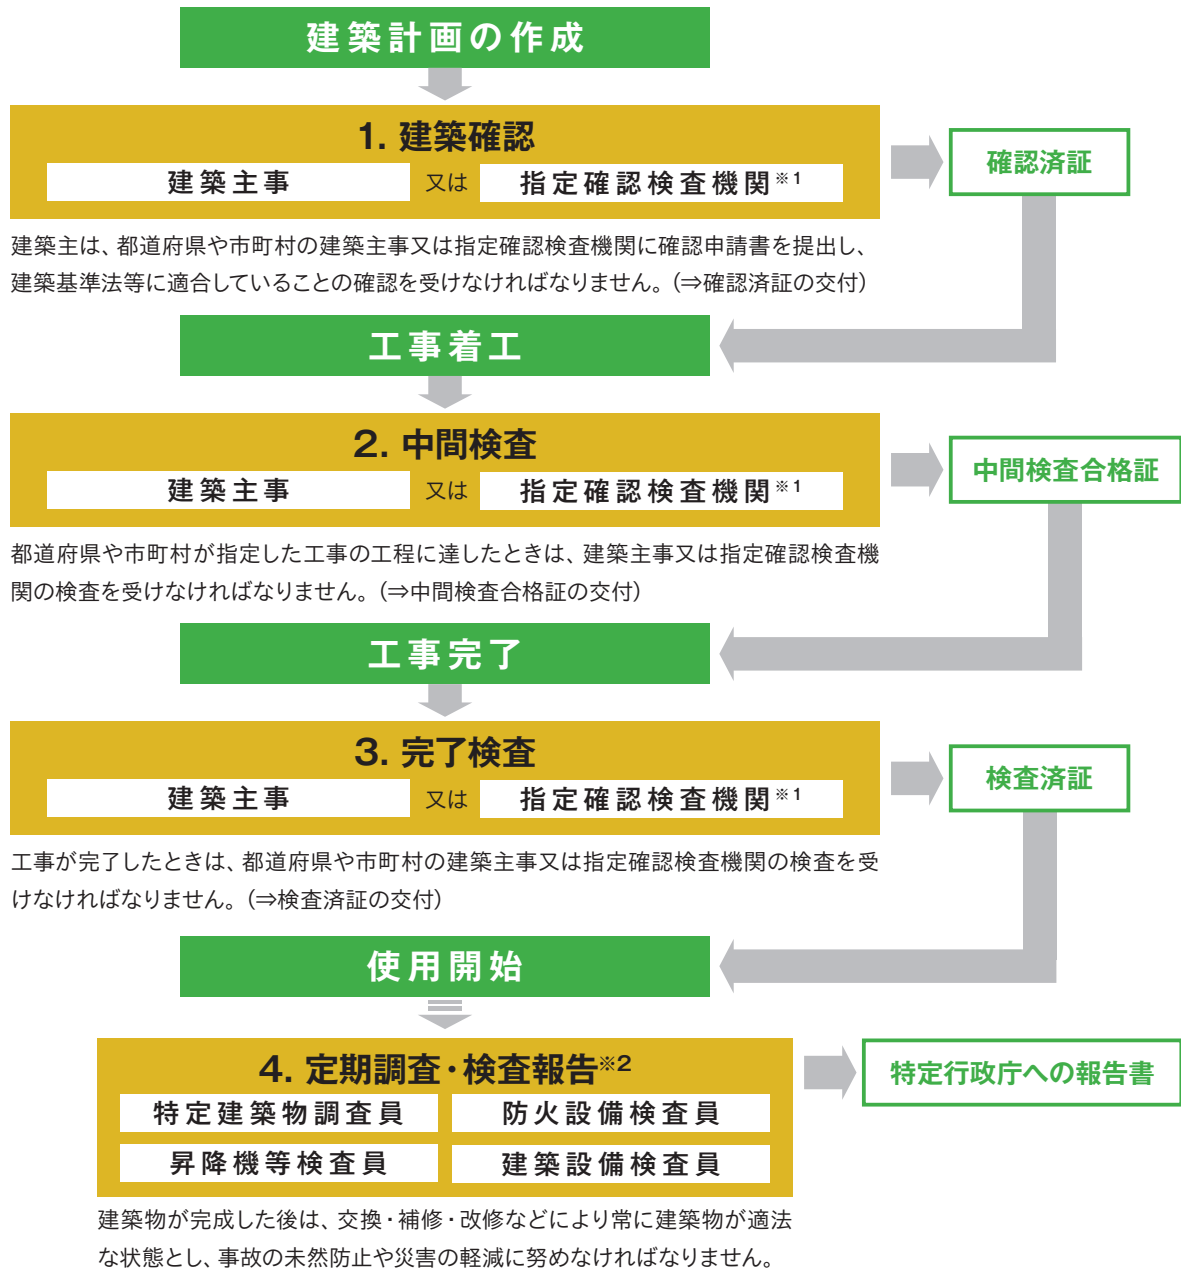 建築計画の作成
1. 建築確認
建築主事 又は 指定確認検査機関※1
確認済証
建築主は、都道府県や市町村の建築主事又は指定確認検査機関に確認申請書を提出し、
建築基準法等に適合していることの確認を受けなければなりません。(⇒確認済証の交付)
工事着工
2. 中間検査
建築主事 又は 指定確認検査機関※1
中間検査合格証
都道府県や市町村が指定した工事の工程に達したときは、建築主事又は指定確認検査機
関の検査を受けなければなりません。(⇒中間検査合格証の交付)
工事完了
3. 完了検査
建築主事 又は 指定確認検査機関※1
検査済証
工事が完了したときは、都道府県や市町村の建築主事又は指定確認検査機関の検査を受
けなければなりません。(⇒検査済証の交付)
使用開始
4. 定期調査・検査報告※2
特定建築物調査員 防火設備検査員
昇降機等検査員 建築設備検査員
特定行政庁への報告書
建築物が完成した後は、交換・補修・改修などにより常に建築物が適法
な状態とし、事故の未然防止や災害の軽減に努めなければなりません。